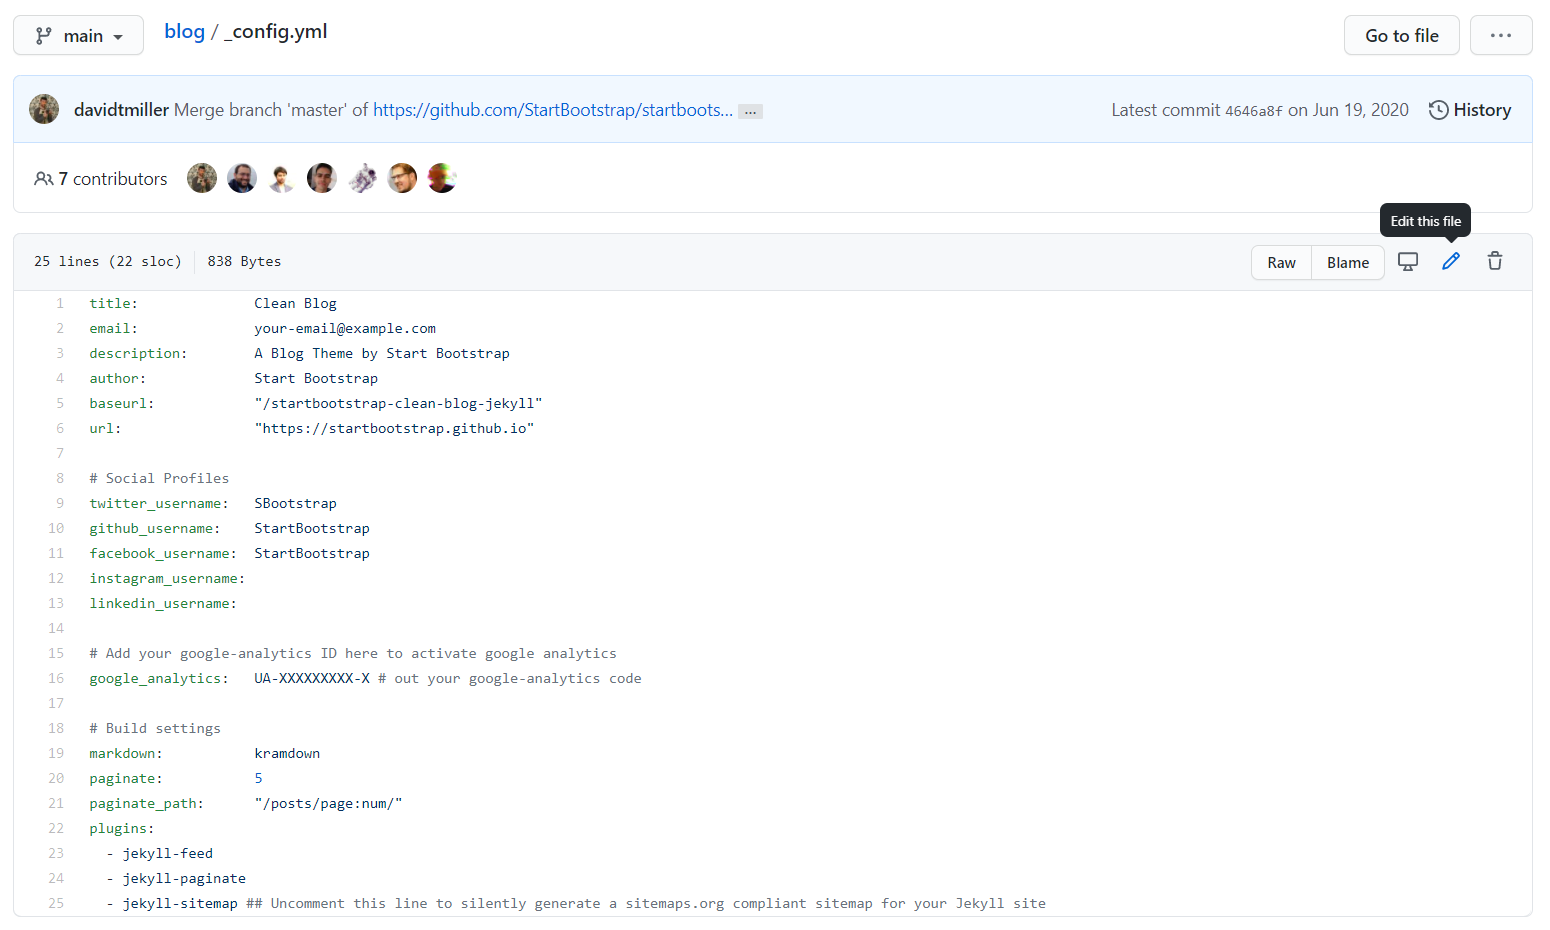 main
blog / _config.yml
Go to file
...
davidtmiller Merge branch 'master' of https://github.com/StartBootstrap/startboots... ...
Latest commit 4646a8f on Jun 19, 2020
History
7 contributors
Edit this file
25 lines (22 sloc) 838 Bytes
Raw Blame
1 title: Clean Blog
2 email: your-email@example.com
3 description: A Blog Theme by Start Bootstrap
4 author: Start Bootstrap
5 baseurl: "/startbootstrap-clean-blog-jekyll"
6 url: "https://startbootstrap.github.io"
7
8 # Social Profiles
9 twitter_username: SBootstrap
10 github_username: StartBootstrap
11 facebook_username: StartBootstrap
12 instagram_username:
13 linkedin_username:
14
15 # Add your google-analytics ID here to activate google analytics
16 google_analytics: UA-XXXXXXXXX-X # out your google-analytics code
17
18 # Build settings
19 markdown: kramdown
20 paginate: 5
21 paginate_path: "/posts/page:num/"
22 plugins:
23 - jekyll-feed
24 - jekyll-paginate
25 - jekyll-sitemap ## Uncomment this line to silently generate a sitemaps.org compliant sitemap for your Jekyll site